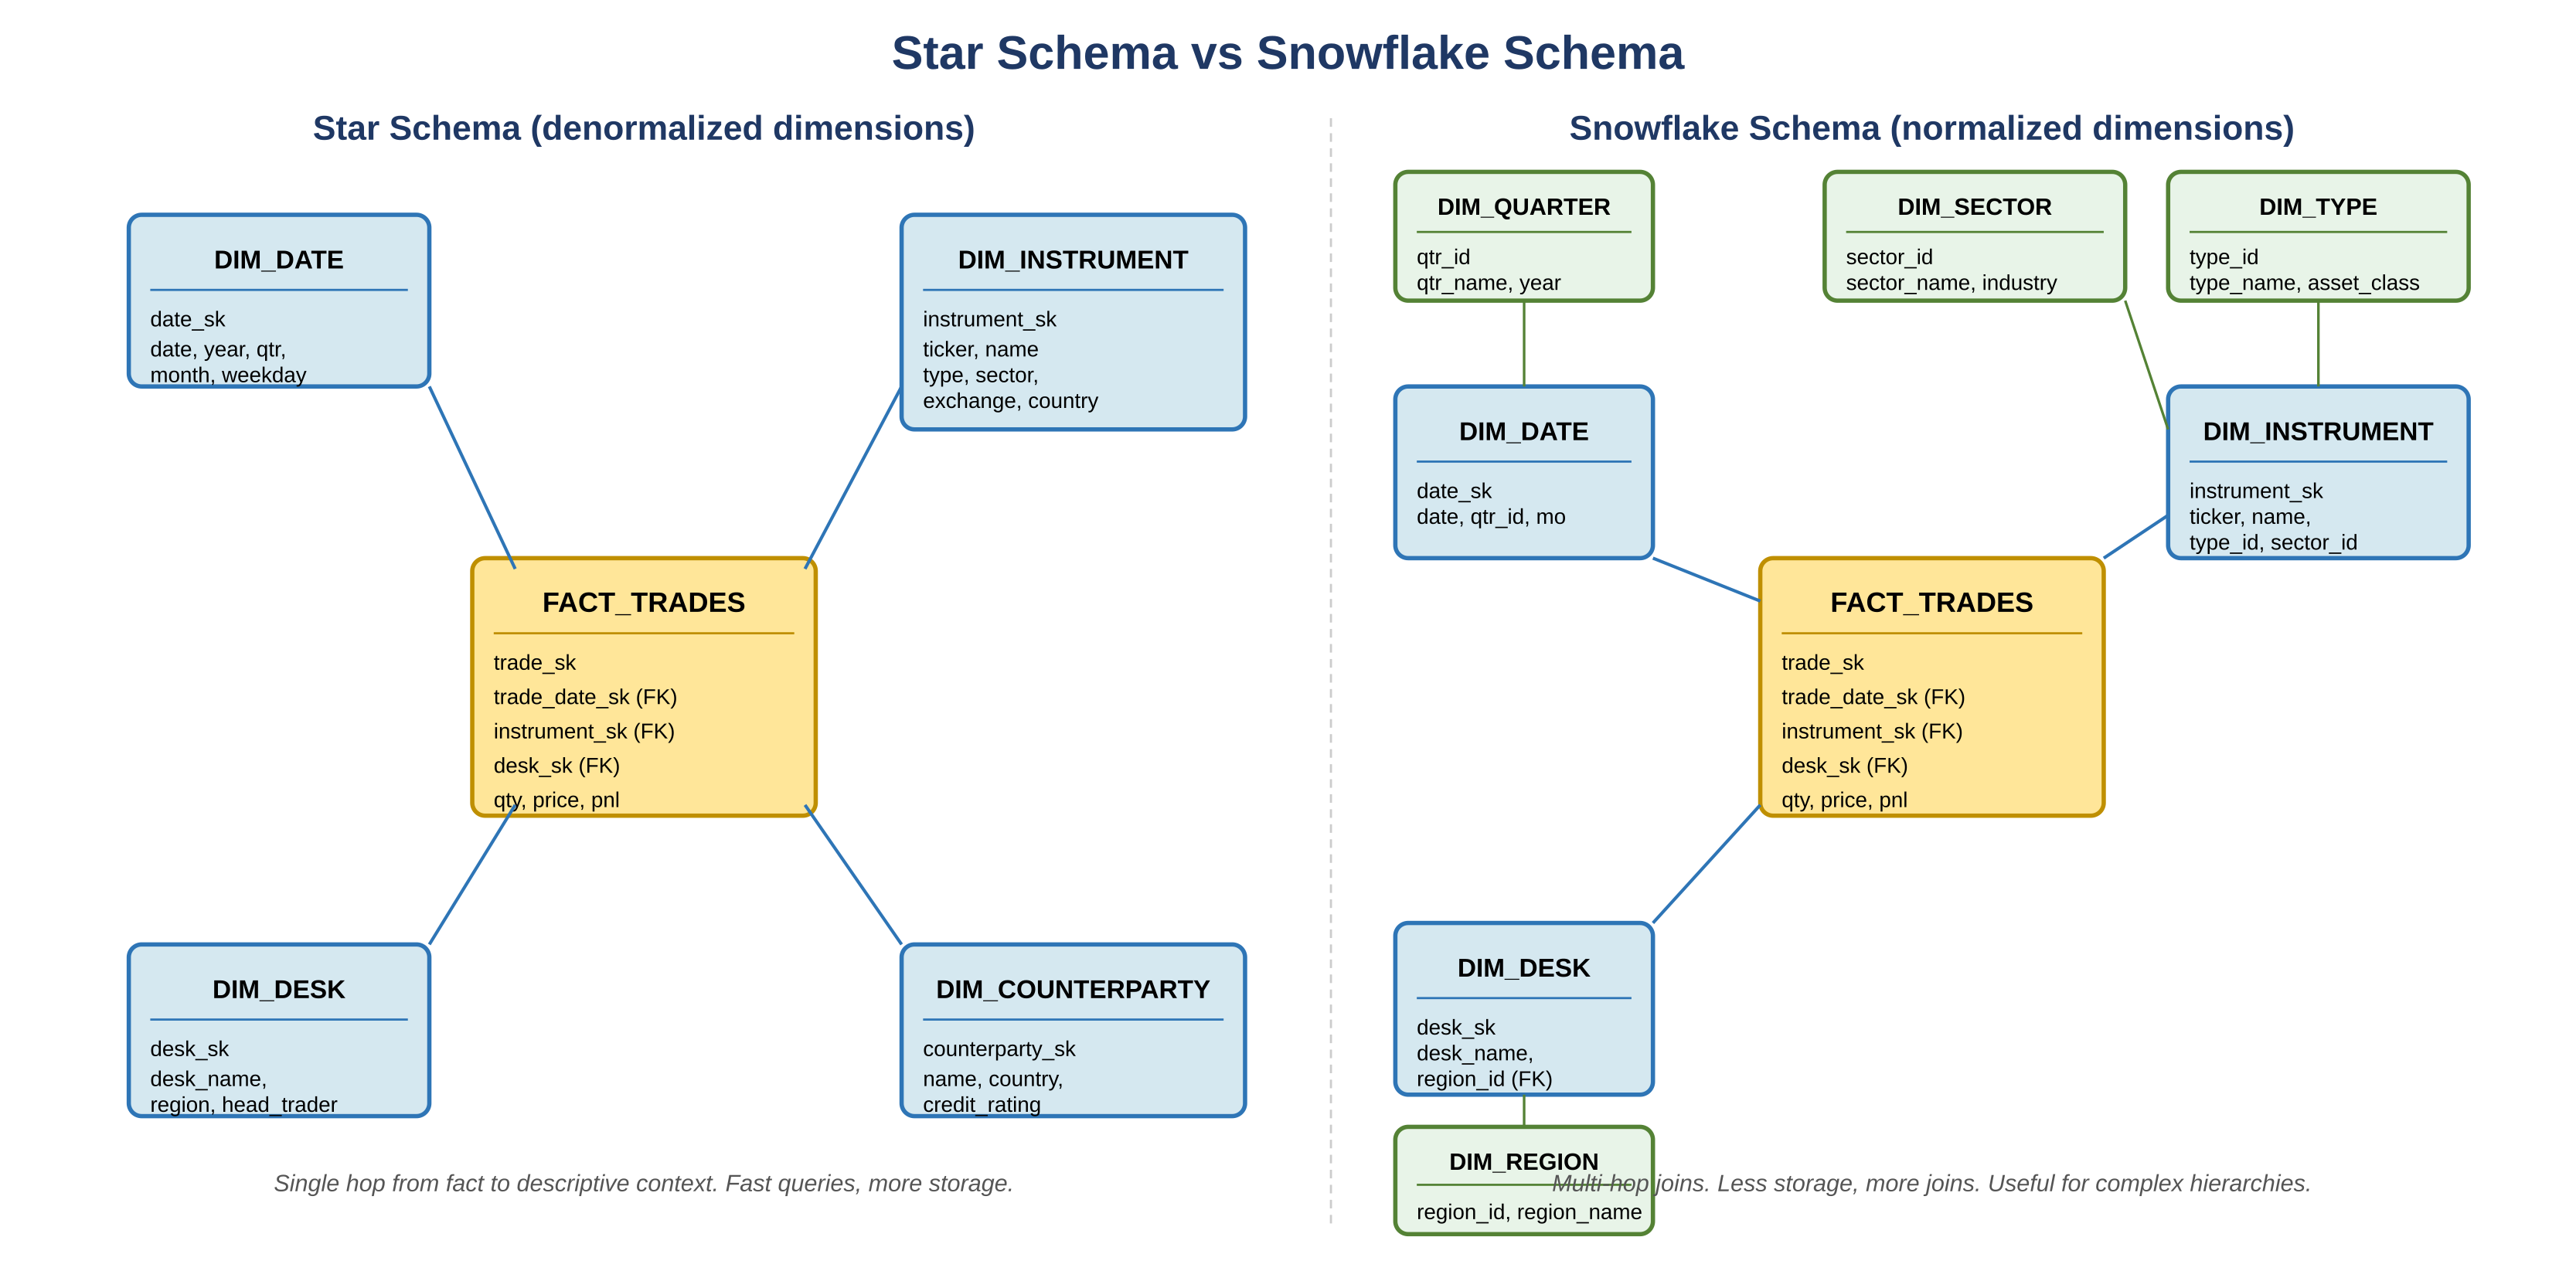 Star Schema vs Snowflake Schema
Star Schema (denormalized dimensions)
DIM_DATE
date_sk
date, year, qtr,
month, weekday
DIM_INSTRUMENT
instrument_sk
ticker, name
type, sector,
exchange, country
FACT_TRADES
trade_sk
trade_date_sk (FK)
instrument_sk (FK)
desk_sk (FK)
qty, price, pnl
DIM_DESK
desk_sk
desk_name,
region, head_trader
DIM_COUNTERPARTY
counterparty_sk
name, country,
credit_rating
Single hop from fact to descriptive context. Fast queries, more storage.
Snowflake Schema (normalized dimensions)
DIM_QUARTER
qtr_id
qtr_name, year
DIM_SECTOR
sector_id
sector_name, industry
DIM_TYPE
type_id
type_name, asset_class
DIM_DATE
date_sk
date, qtr_id, mo
DIM_INSTRUMENT
instrument_sk
ticker, name,
type_id, sector_id
FACT_TRADES
trade_sk
trade_date_sk (FK)
instrument_sk (FK)
desk_sk (FK)
qty, price, pnl
DIM_DESK
desk_sk
desk_name,
region_id (FK)
DIM_REGION
region_id, region_name
Multi-hop joins. Less storage, more joins. Useful for complex hierarchies.